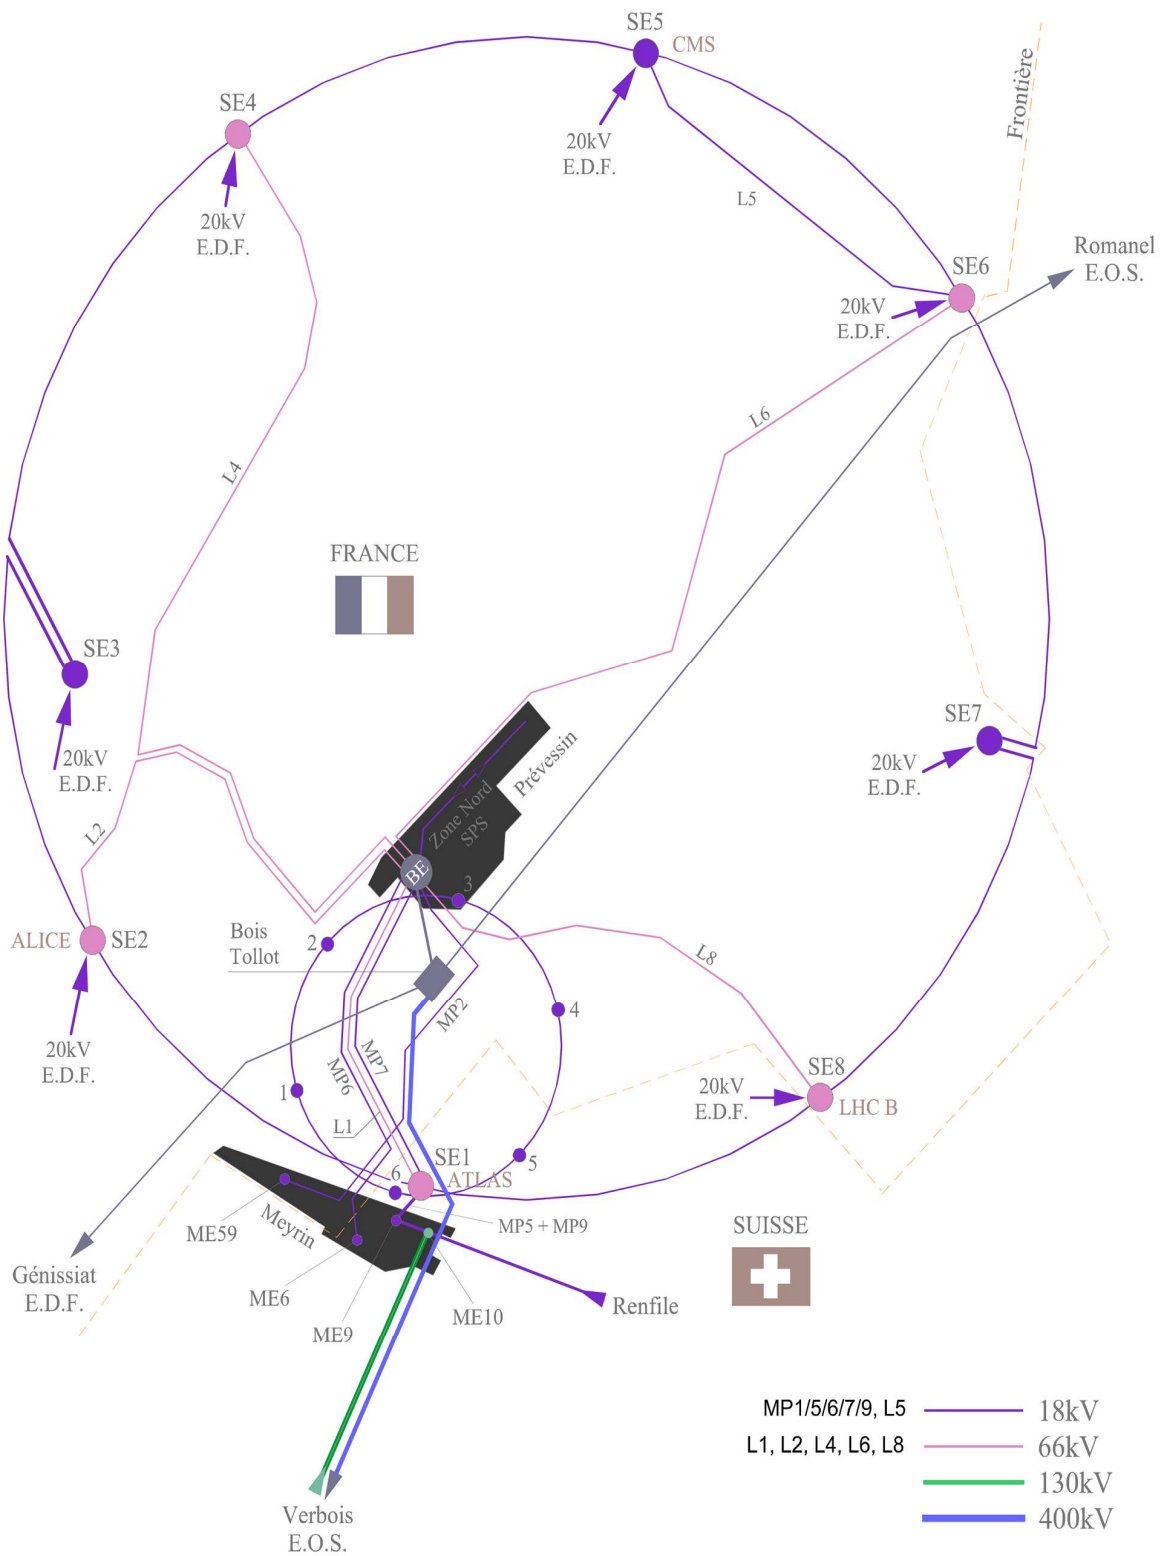 SE5
CMS
SE4
Frontière
20kV
E.D.F.
20kV
E.D.F.
L5
Romanel
E.O.S.
SE6
20kV
E.D.F.
L6
L4
FRANCE
SE3
SE7
20kV
E.D.F.
20kV
E.D.F.
Prévessin
Zone Nord
SPS
L2
BE
3
ALICE
SE2
Bois
Tollot
2
L8
MP2
4
20kV
E.D.F.
MP7
MP6
1
L1
SE8
20kV
E.D.F.
LHC B
SE1
ATLAS
5
6
Meyrin
ME59
MP5 + MP9
SUISSE
Génissiat
E.D.F.
ME6
ME9
ME10
Renfile
MP1/5/6/7/9, L5
18kV
L1, L2, L4, L6, L8
66kV
130kV
400kV
Verbois
E.O.S.